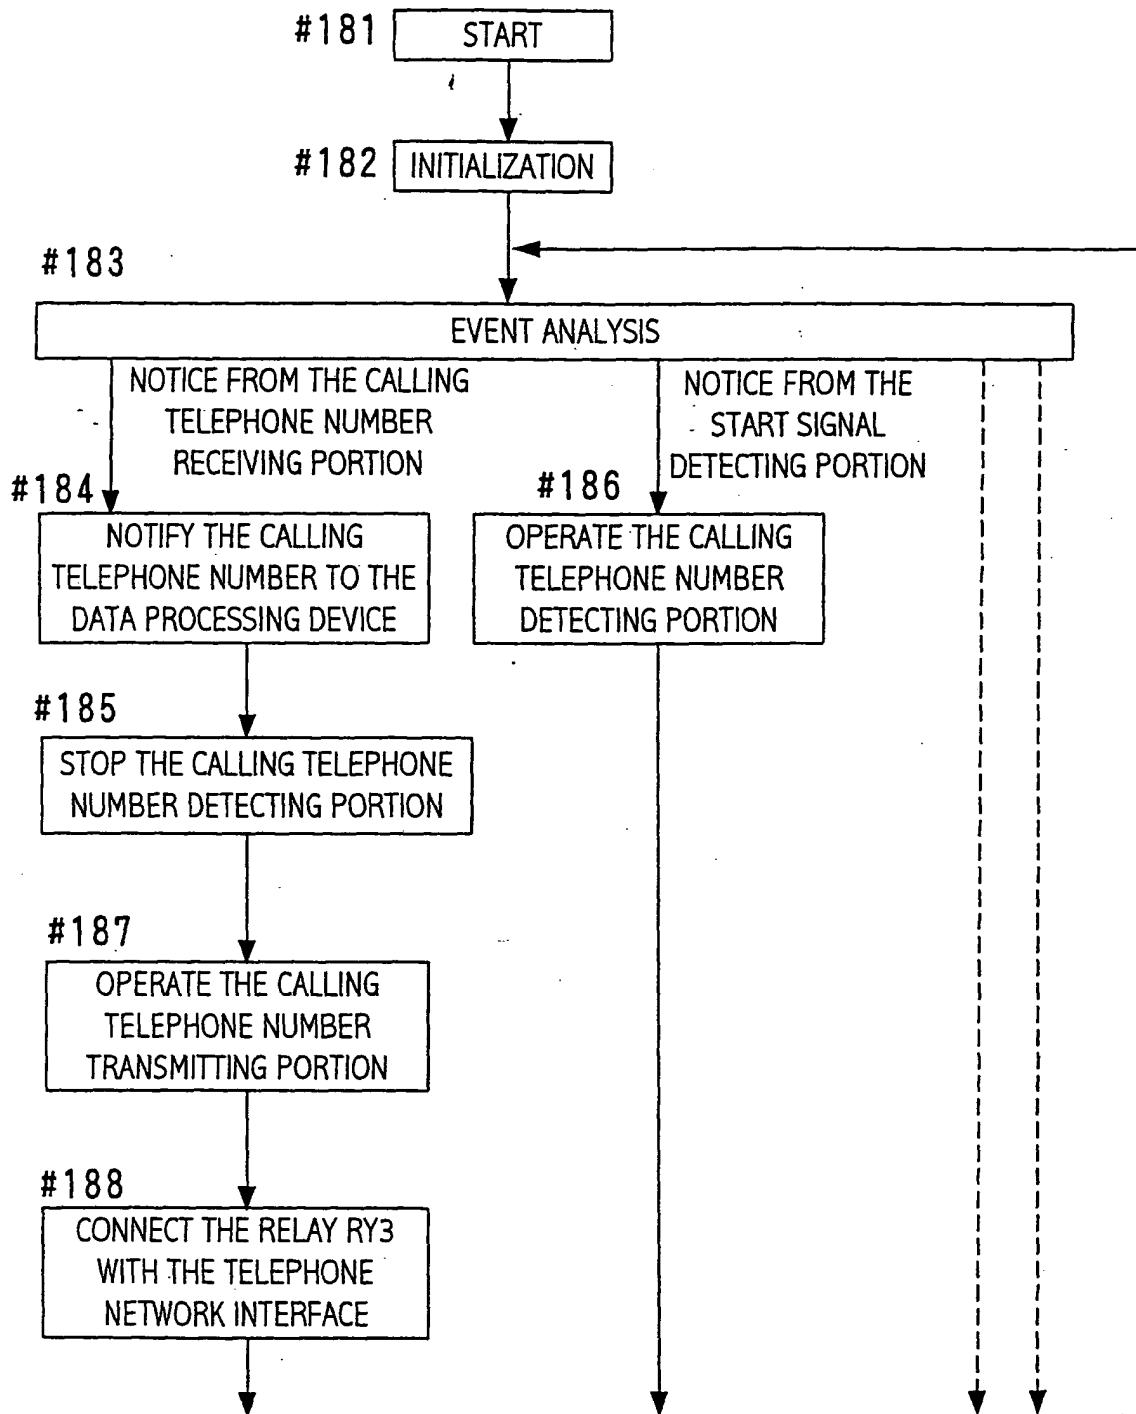 #181
START
#182
INITIALIZATION
#183
EVENT ANALYSIS
NOTICE FROM THE CALLING
TELEPHONE NUMBER
RECEIVING PORTION
NOTICE FROM THE
START SIGNAL
DETECTING PORTION
#184
NOTIFY THE CALLING
TELEPHONE NUMBER TO THE
DATA PROCESSING DEVICE
#186
OPERATE THE CALLING
TELEPHONE NUMBER
DETECTING PORTION
#185
STOP THE CALLING TELEPHONE
NUMBER DETECTING PORTION
#187
OPERATE THE CALLING
TELEPHONE NUMBER
TRANSMITTING PORTION
#188
CONNECT THE RELAY RY3
WITH THE TELEPHONE
NETWORK INTERFACE